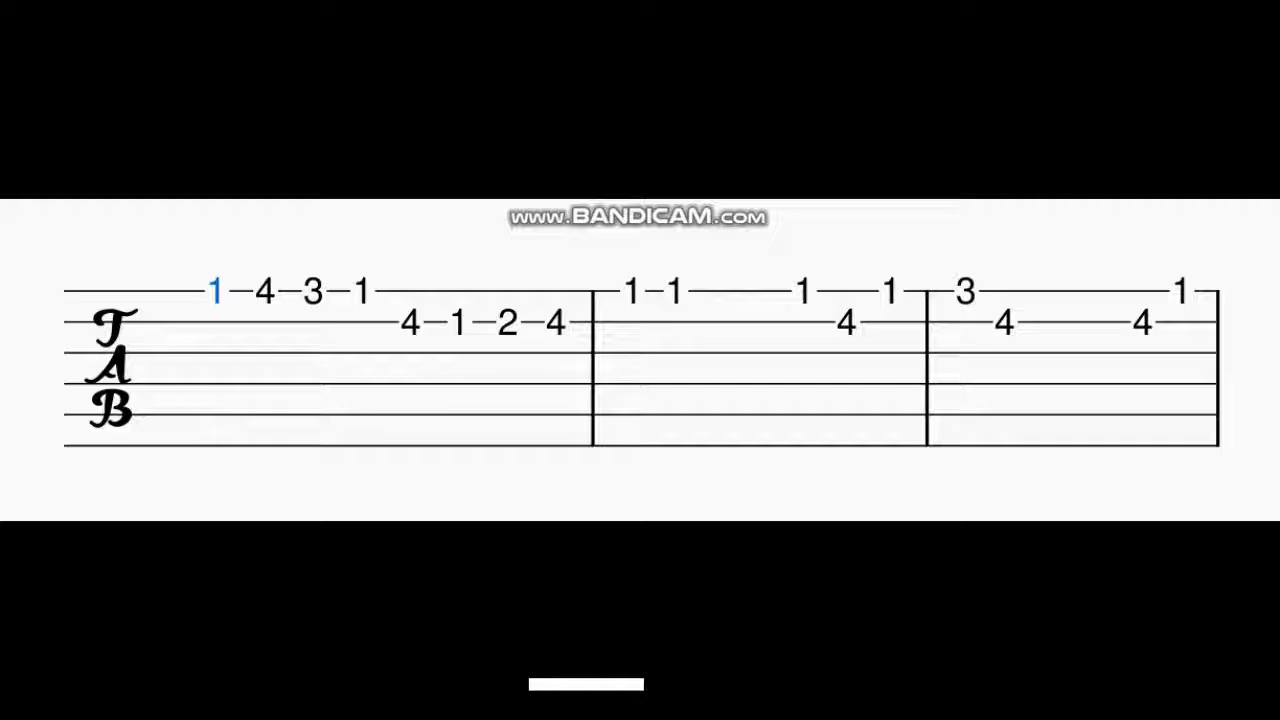 www.BANDICAM.com
1 4 3 1 1 1 1 1 3 1
4 1 2 4 4 4 4
T
A
B